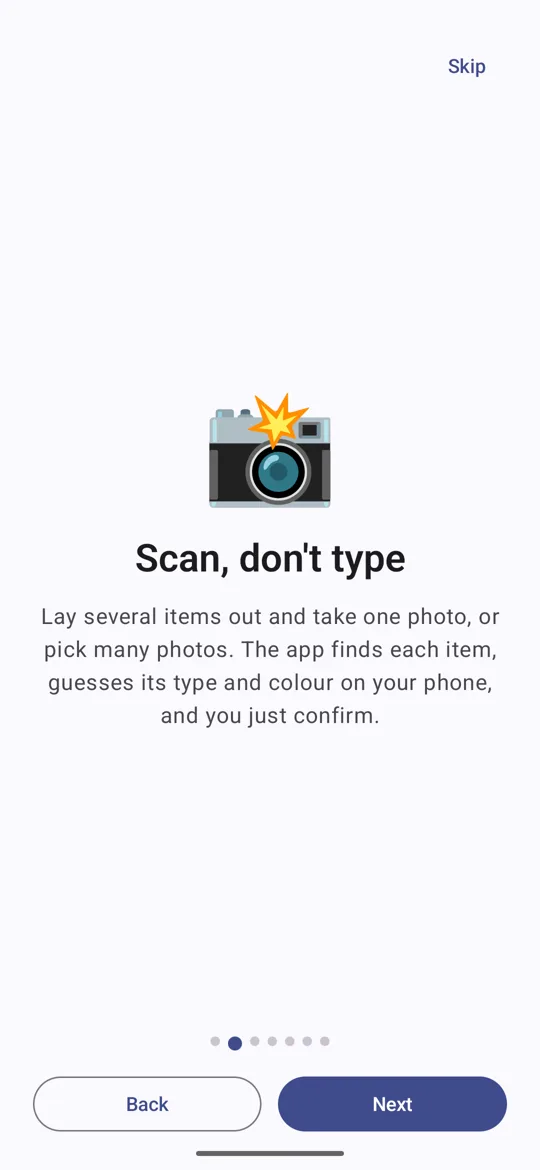 Skip
Scan, don't type
Lay several items out and take one photo, or
pick many photos. The app finds each item,
guesses its type and colour on your phone,
and you just confirm.
Back
Next